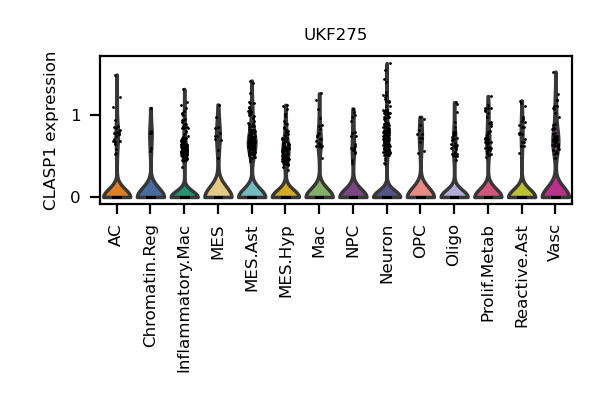 UKF275
CLASP1 expression
1
0
AC
Chromatin.Reg
Inflammatory.Mac
MES
MES.Ast
MES.Hyp
Mac
NPC
Neuron
OPC
Oligo
Prolif.Metab
Reactive.Ast
Vasc